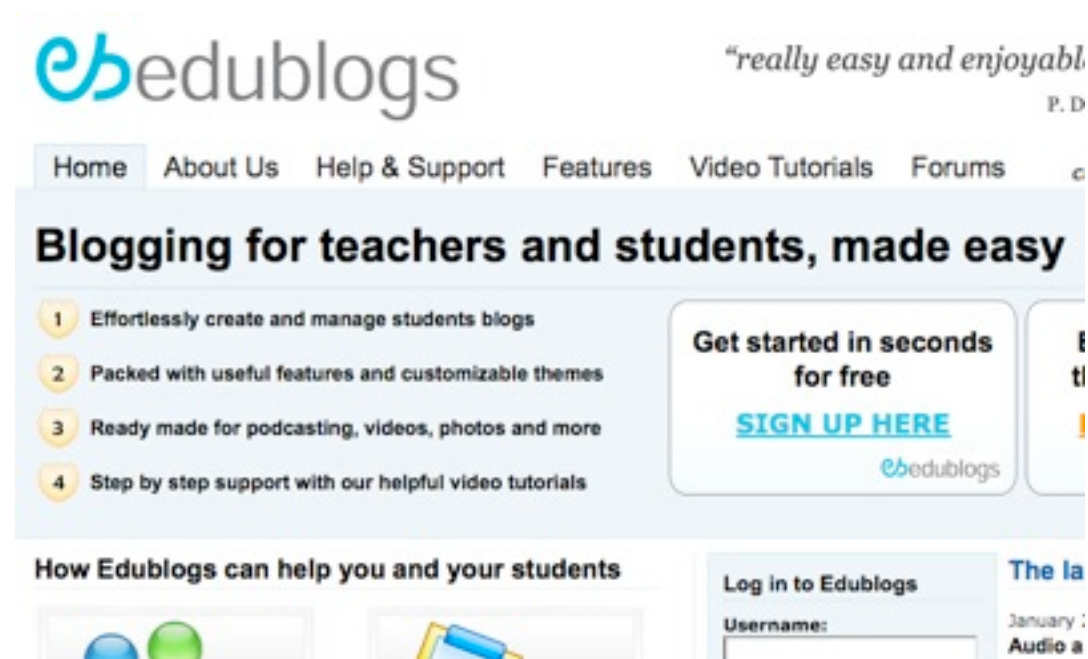 eb edublogs
“really easy and enjoyable
P. D
Home About Us Help & Support Features Video Tutorials Forums
Blogging for teachers and students, made easy
1 Effortlessly create and manage students blogs
2 Packed with useful features and customizable themes
3 Ready made for podcasting, videos, photos and more
4 Step by step support with our helpful video tutorials
Get started in seconds
for free
SIGN UP HERE
eb edublogs
How Edublogs can help you and your students
Log in to Edublogs
Username:
The la
January
Audio a